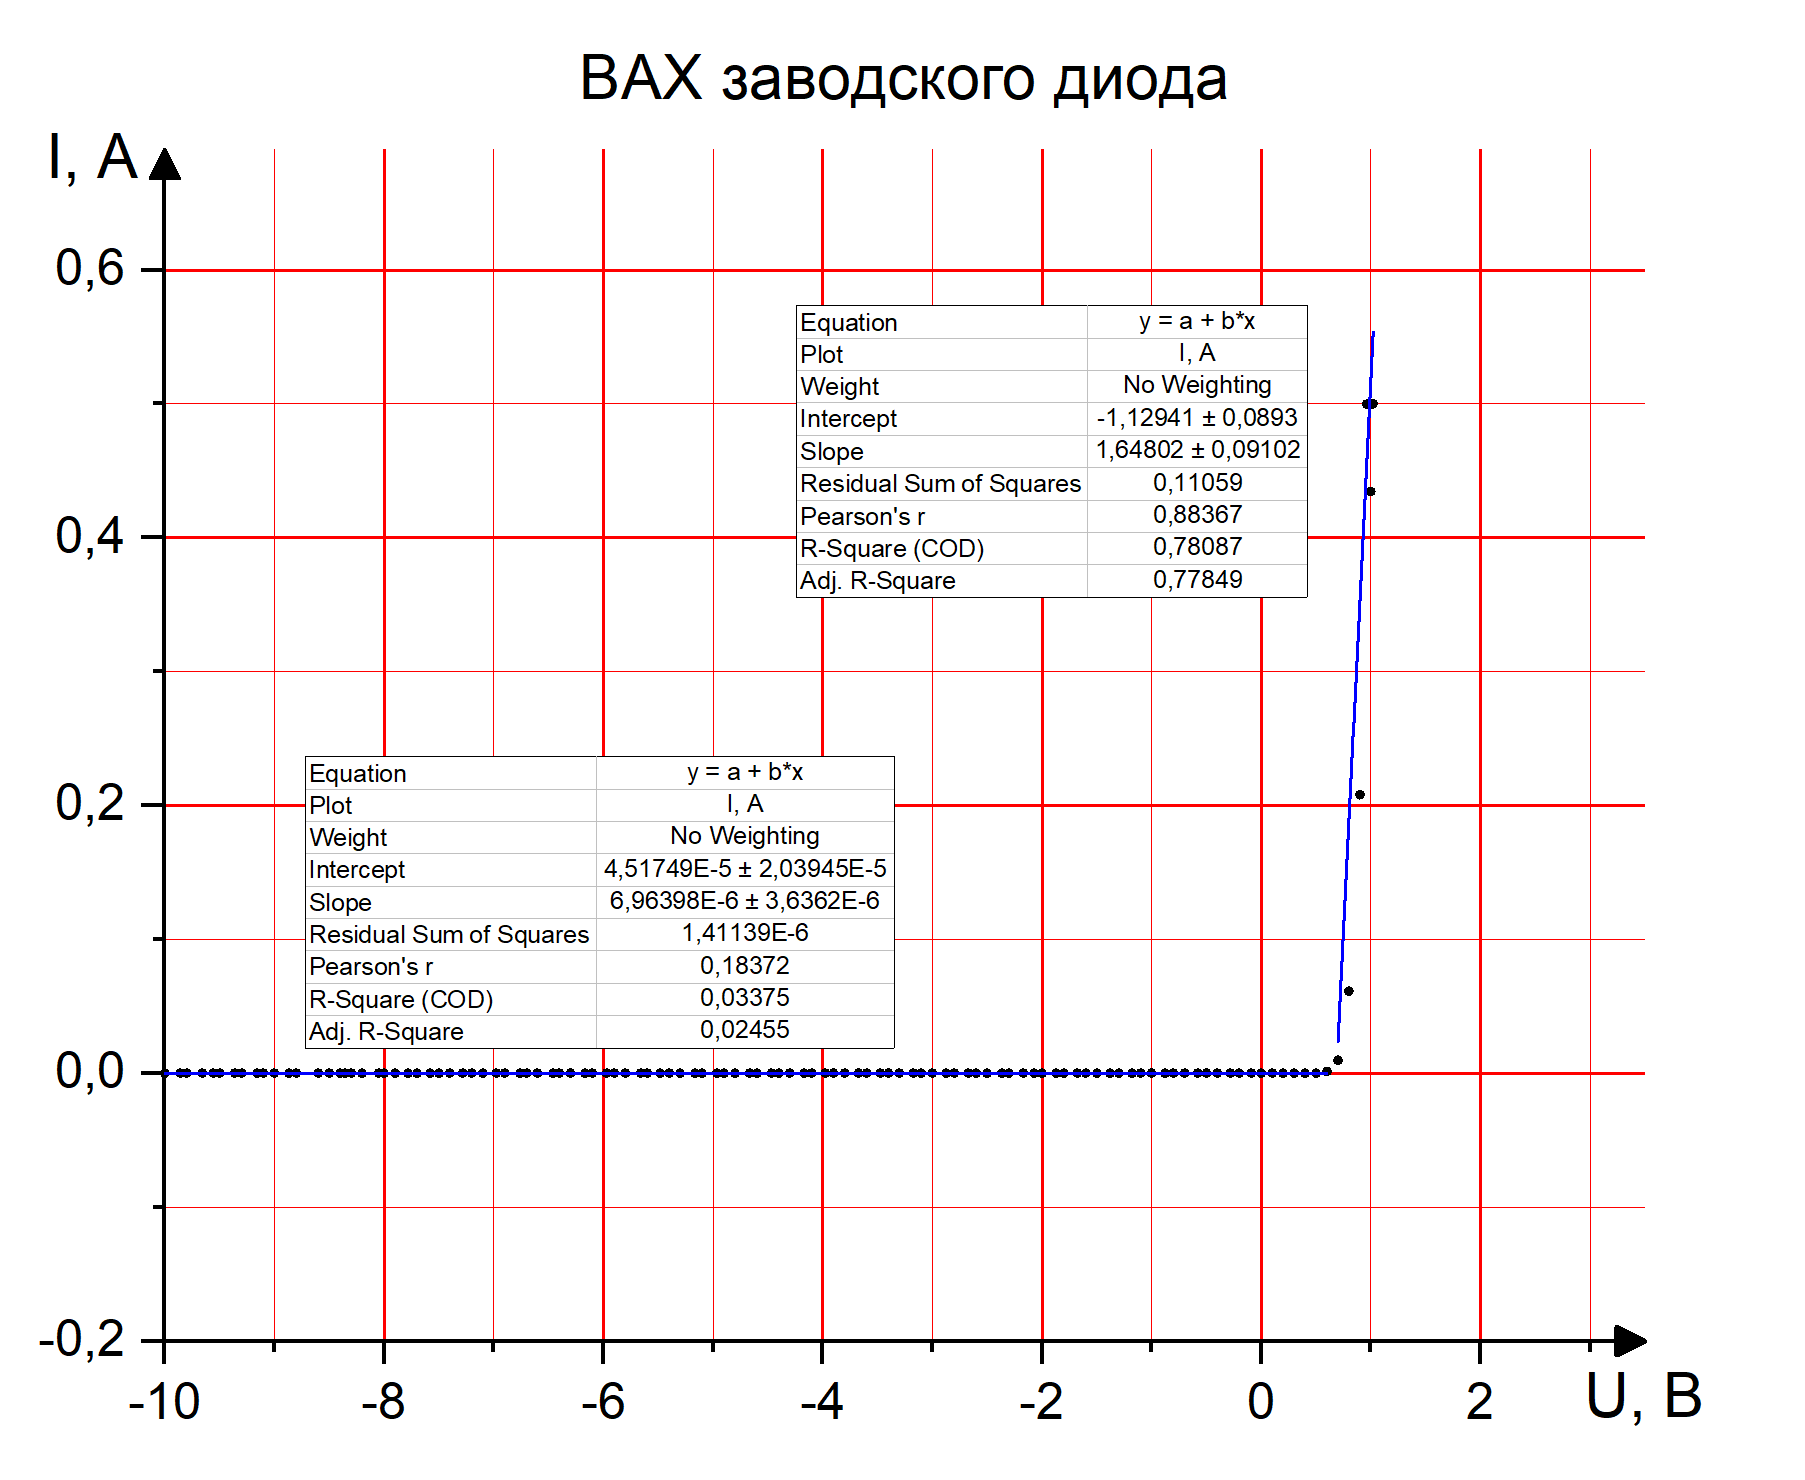 ВАХ заводского диода
I, А
0,6
0,4
0,2
0,0
-0,2
Equation y = a + b*x
Plot I, A
Weight No Weighting
Intercept -1,12941 ± 0,0893
Slope 1,64802 ± 0,09102
Residual Sum of Squares 0,11059
Pearson's r 0,88367
R-Square (COD) 0,78087
Adj. R-Square 0,77849
Equation y = a + b*x
Plot I, A
Weight No Weighting
Intercept 4,51749E-5 ± 2,03945E-5
Slope 6,96398E-6 ± 3,6362E-6
Residual Sum of Squares 1,41139E-6
Pearson's r 0,18372
R-Square (COD) 0,03375
Adj. R-Square 0,02455
-10 -8 -6 -4 -2 0 2
U, В